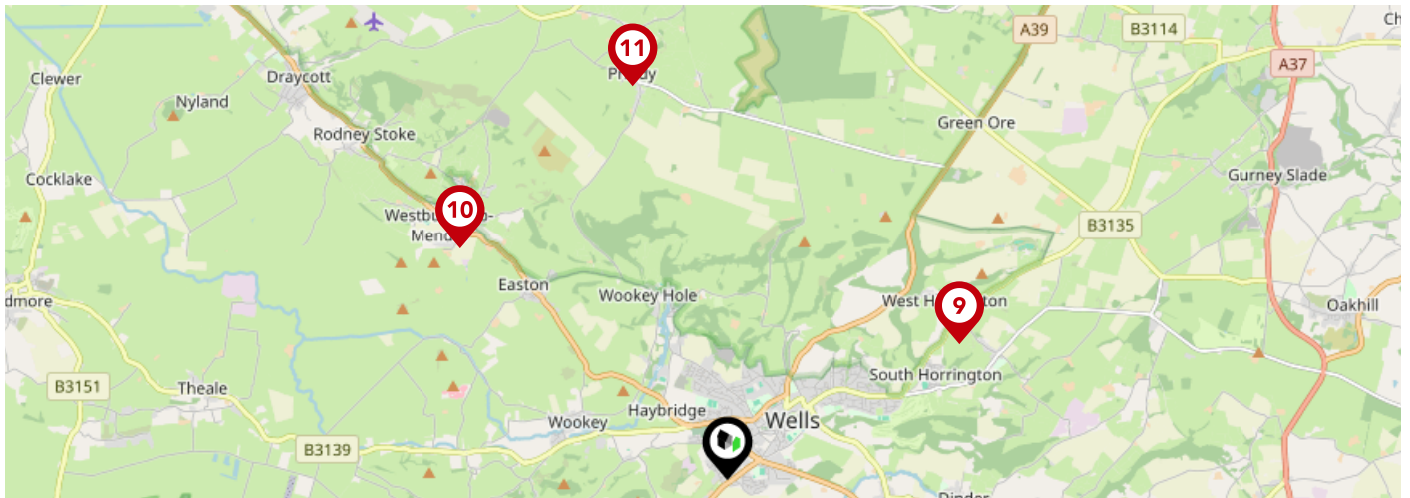 A39
B3114
Ch
11
A37
Clewer
Draycott
Nyland
Green Ore
Rodney Stoke
Cocklake
Gurney Slade
10
B3135
Easton
Wookey Hole
9
dmore
Oakhill
South Horrington
B3151
Theale
Haybridge
Wookey
Wells
B3139